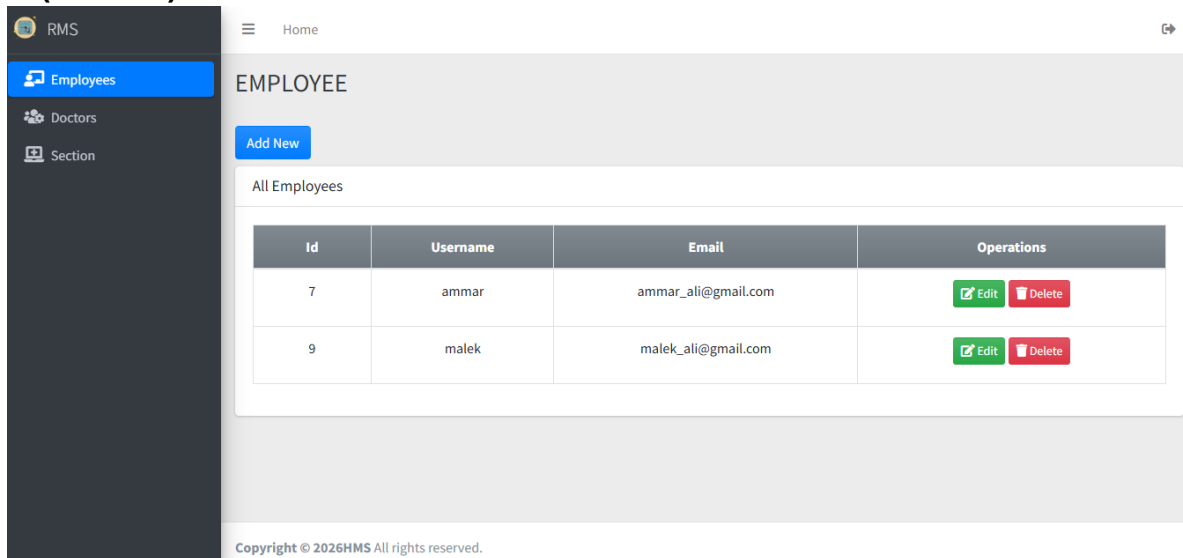 RMS
Home
Employees
Doctors
Section
EMPLOYEE
Add New
All Employees
Id Username Email Operations
7 ammar ammar_ali@gmail.com Edit Delete
9 malek malek_ali@gmail.com Edit Delete
Copyright © 2026HMS All rights reserved.